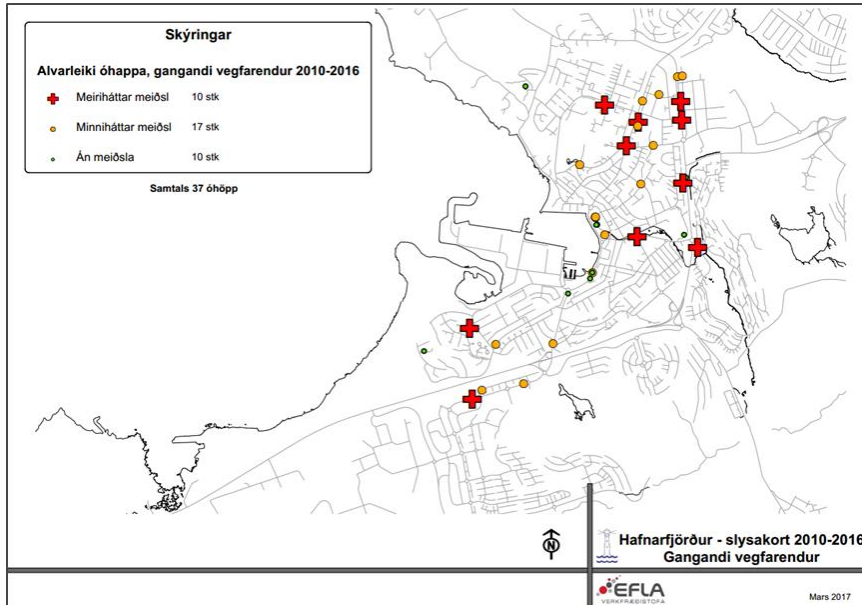 Skýringar
Alvarleiki óhappa, gangandi vegfarendur 2010-2016
Meiriháttar meiðsl 10 stk
Minniháttar meiðsl 17 stk
Án meiðsla 10 stk
Samtals 37 óhöpp
N
Hafnarfjörður - slysakort 2010-2016
Gangandi vegfarendur
EFLA
VERKFRÆÐISTOFA
Mars 2017